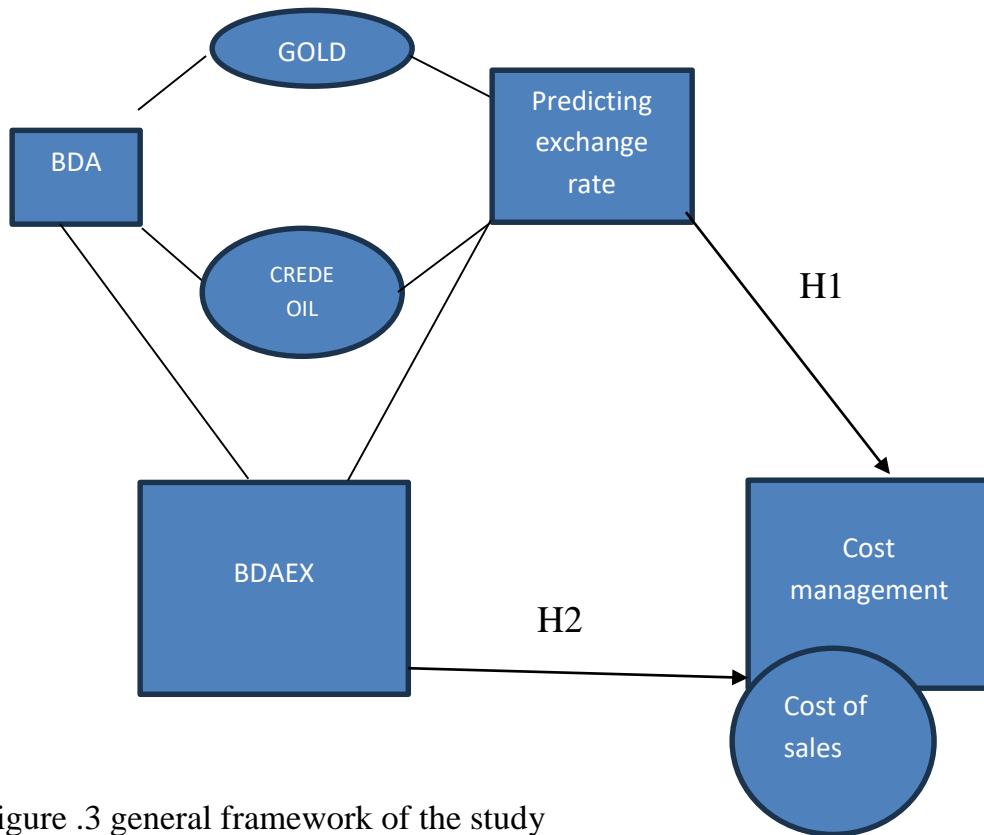 GOLD
Predicting
exchange
rate
BDA
CREDE
OIL
H1
BDAEX
Cost
management
H2
Cost of
sales
igure .3 general framework of the study